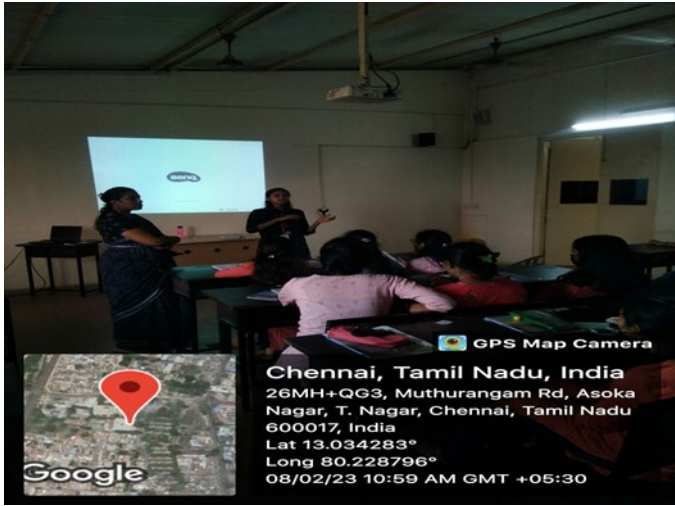 BenQ
GPS Map Camera
Chennai, Tamil Nadu, India
26MH+QG3, Muthurangam Rd, Asoka
Nagar, T. Nagar, Chennai, Tamil Nadu
600017, India
Lat 13.034283°
Long 80.228796°
08/02/23 10:59 AM GMT +05:30
Google